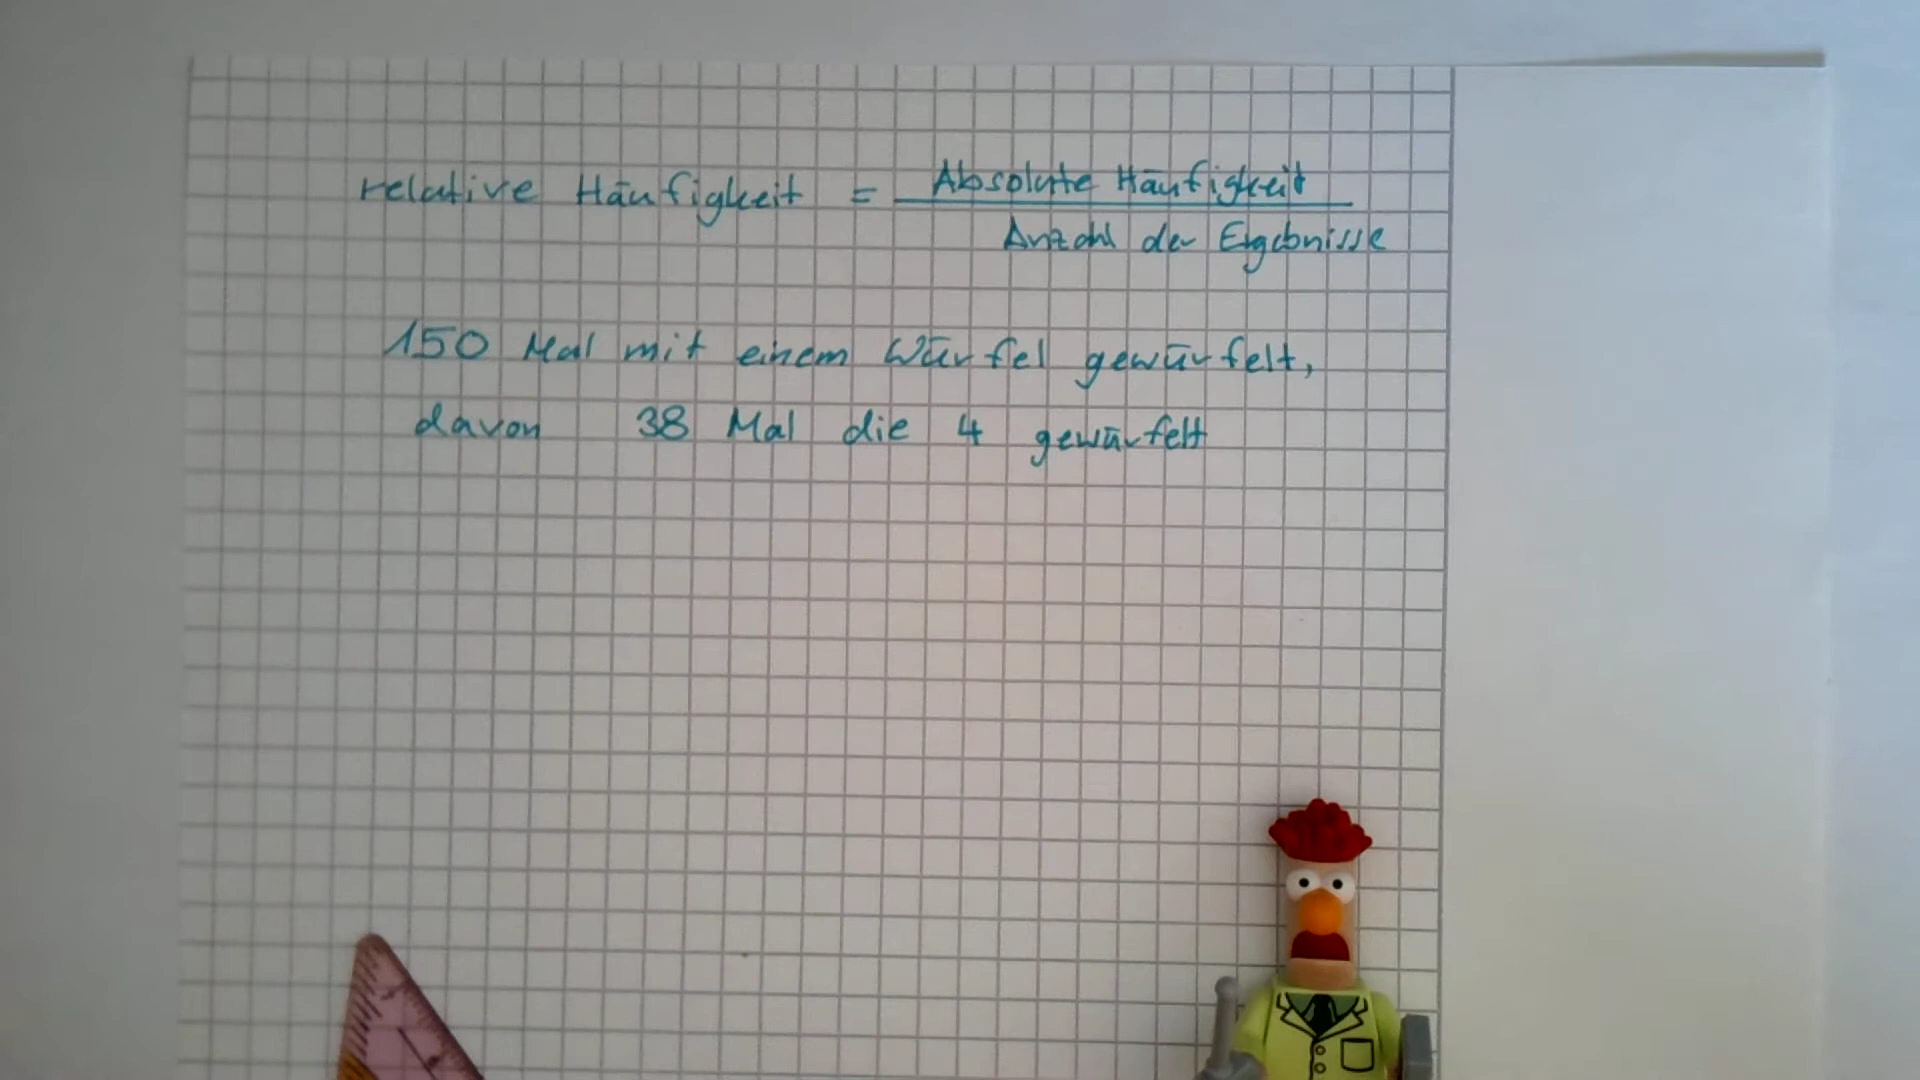 relative Häufigkeit = Absolute Häufigkeit
Anzahl der Ergebnisse
150 Mal mit einem Würfel gewürfelt,
davon 38 Mal die 4 gewürfelt